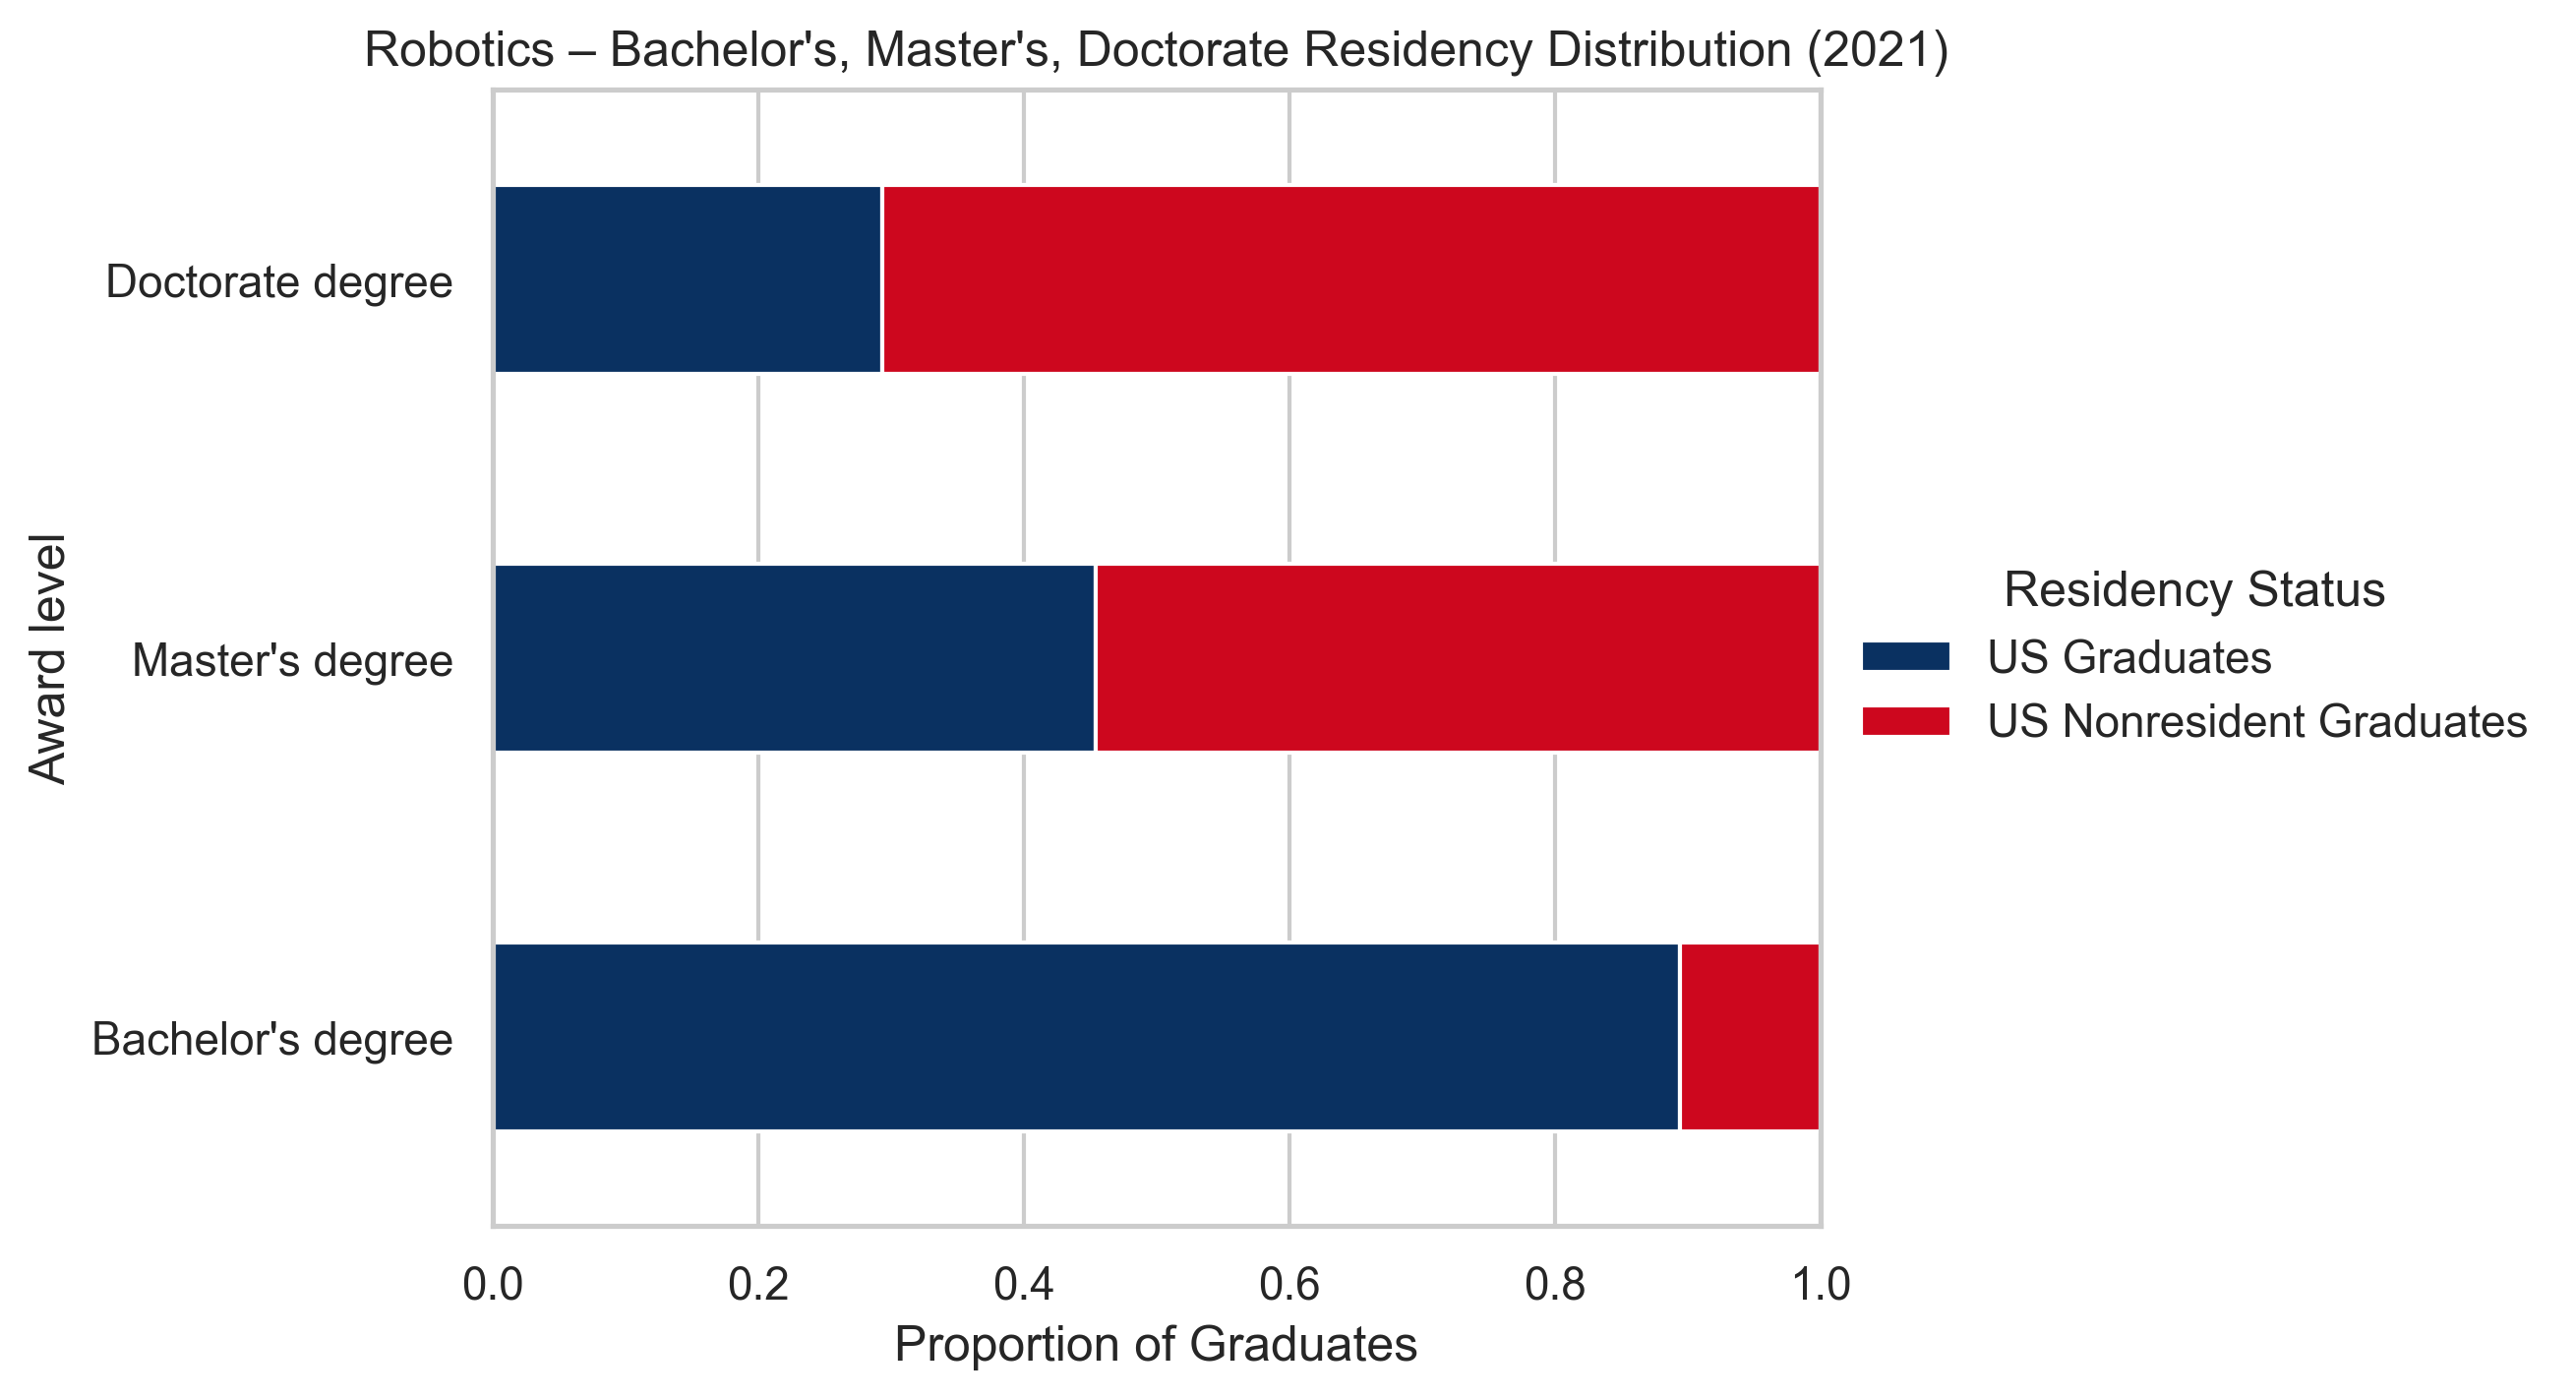 Robotics – Bachelor's, Master's, Doctorate Residency Distribution (2021)
Award level
Doctorate degree
Master's degree
Bachelor's degree
0.0 0.2 0.4 0.6 0.8 1.0
Proportion of Graduates
Residency Status
US Graduates
US Nonresident Graduates